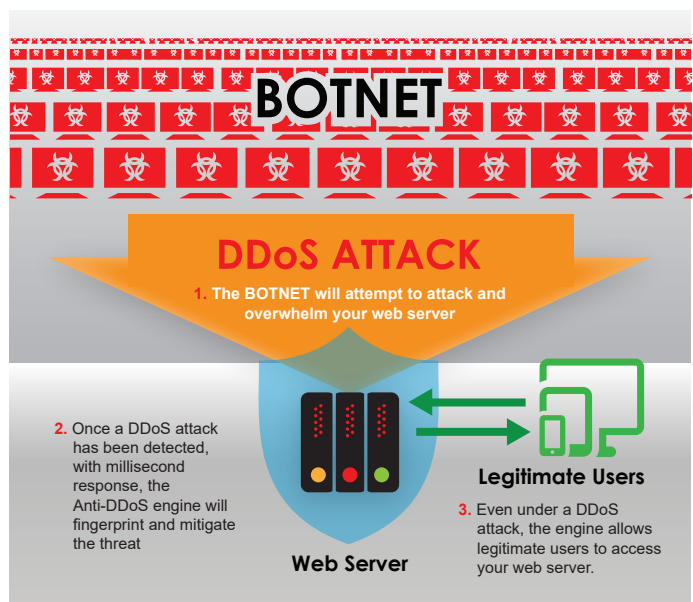 BOTNET
DDoS ATTACK
1. The BOTNET will attempt to attack and
overwhelm your web server
2. Once a DDoS attack
has been detected,
with millisecond
response, the
Anti-DDoS engine will
fingerprint and mitigate
the threat
Web Server
Legitimate Users
3. Even under a DDoS
attack, the engine allows
legitimate users to access
your web server.